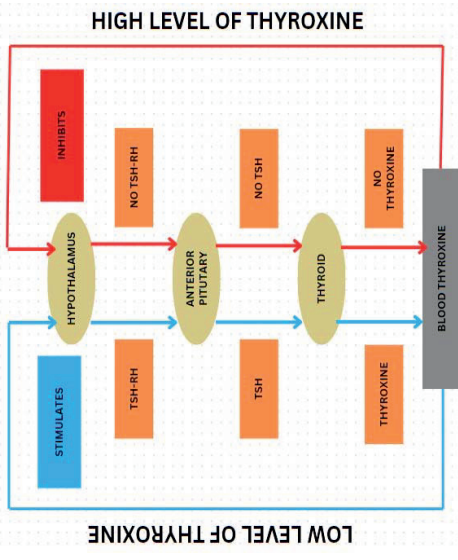 HIGH LEVEL OF THYROXINE
INHIBITS
NO TSH-RH
NO TSH
NO
THYROXINE
HYPOTHALAMUS
ANTERIOR
PITUTARY
THYROID
BLOOD THYROXINE
STIMULATES
TSH-RH
TSH
THYROXINE
LOW LEVEL OF THYROXINE